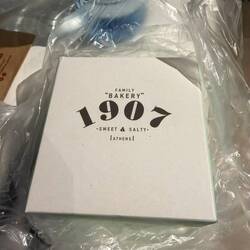 FAMILY
"BAKERY"
1907
·SWEET & SALTY·
[ATHENS]